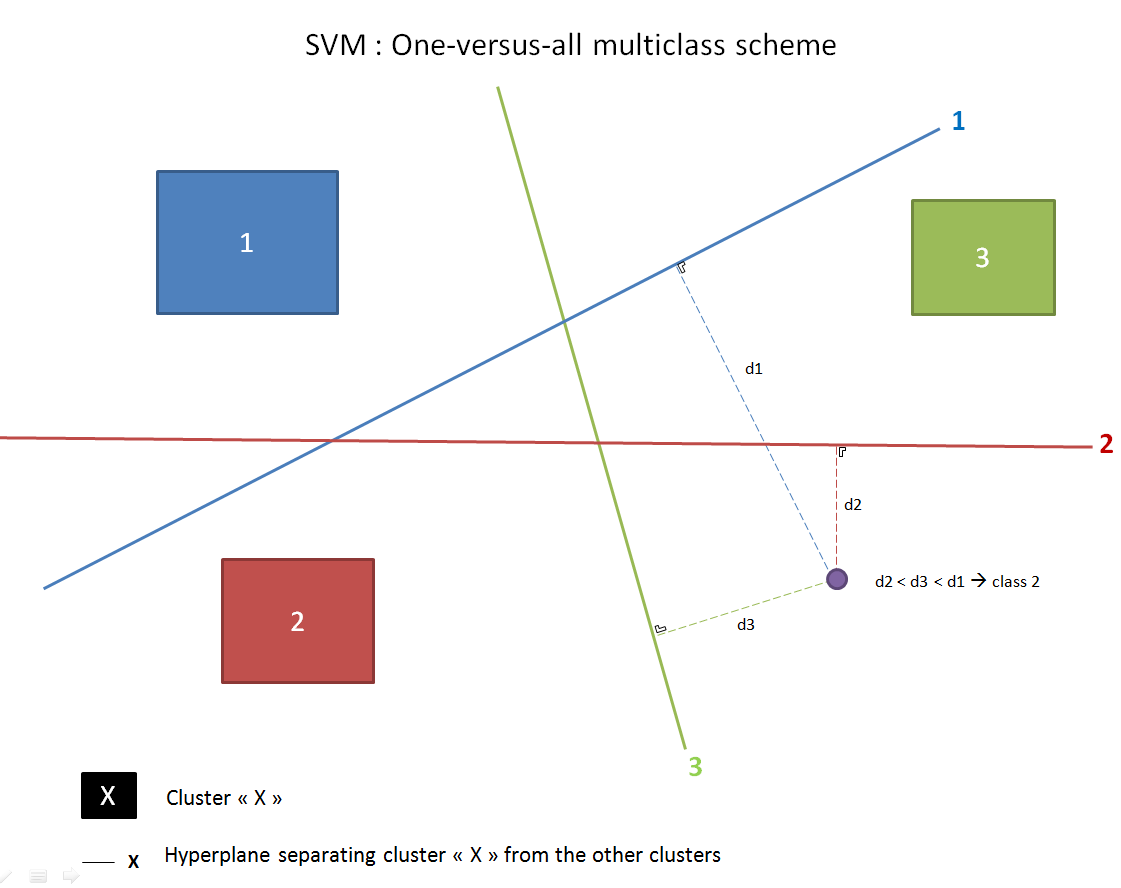 SVM : One-versus-all multiclass scheme
1
1
3
d1
2
d2
d2 < d3 < d1 → class 2
2
d3
3
X
Cluster « X »
X
Hyperplane separating cluster « X » from the other clusters